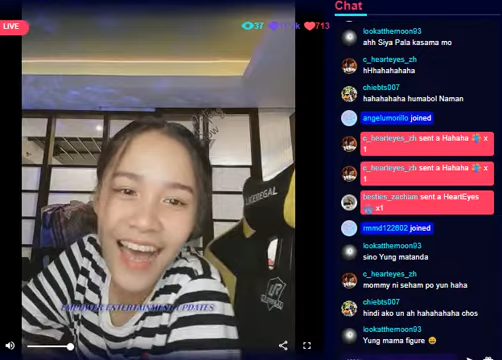 Chat
LIVE
37
713
lookatthemoon93
ahh Siya Pala kasama mo
c_hearteyes_zh
hHhahahahaha
chiebts007
hahahahaha humabol Naman
angelumorillo joined
c_hearteyes_zh sent a Hahaha x
1
c_hearteyes_zh sent a Hahaha x
1
besties_zacham sent a HeartEyes
x1
rmmd122602 joined
lookatthemoon93
sino Yung matanda
c_hearteyes_zh
mommy ni seham po yun haha
chiebts007
hindi ako un ah hahahahaha chos
lookatthemoon93
Yung mama figure